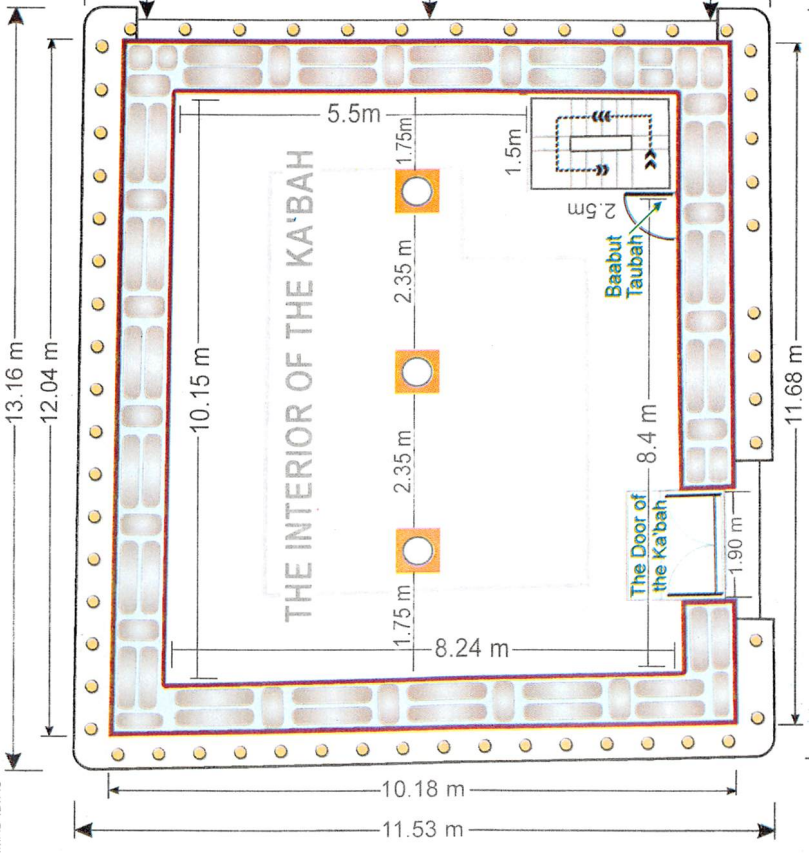 5.5m
1.75m
1.5m
2.5m
Baabut
Taubah
THE INTERIOR OF THE KA'BAH
2.35 m
13.16 m
12.04 m
10.15 m
11.68 m
8.4 m
2.35 m
The Door of
the Ka'bah
1.90 m
1.75 m
8.24 m
10.18 m
11.53 m